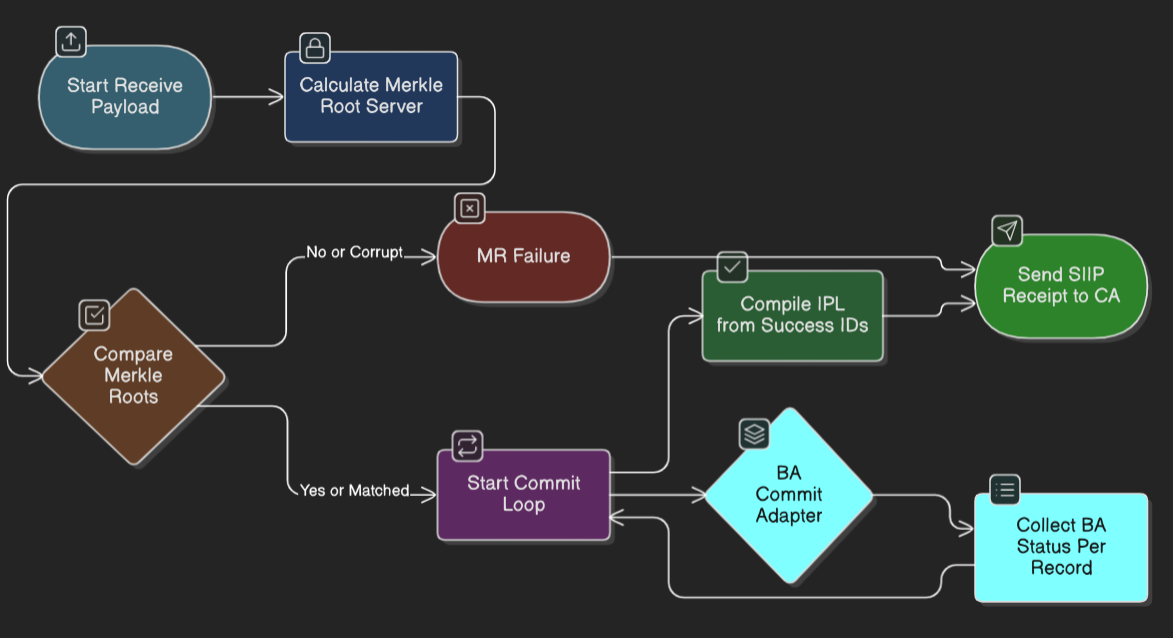 Start Receive
Payload
Calculate Merkle
Root Server
No or Corrupt
MR Failure
Send SIIP
Receipt to CA
Compile IPL
from Success IDs
Compare
Merkle
Roots
Yes or Matched
Start Commit
Loop
BA
Commit
Adapter
Collect BA
Status Per
Record